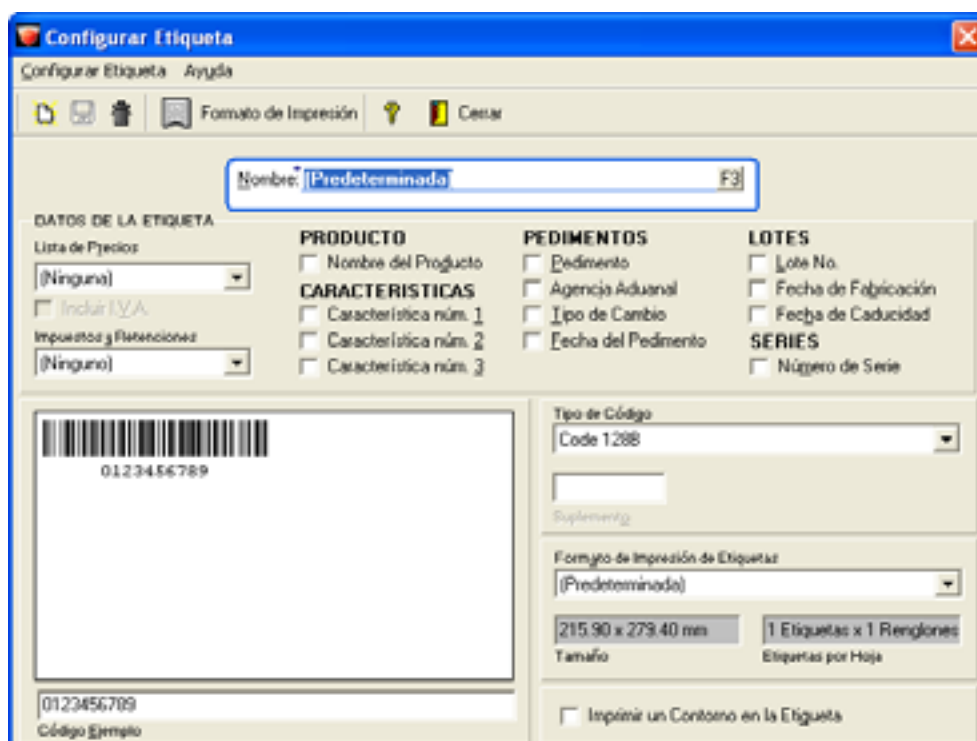 Configurar Etiqueta
Configurar Etiqueta Ayuda
Formato de Impresión Cerrar
Nombre: (Predeterminada) F3
DATOS DE LA ETIQUETA
Lista de Precios
(Ninguna)
Incluir I.V.A.
Impuestos y Retenciones
(Ninguno)
PRODUCTO
Nombre del Producto
CARACTERISTICAS
Característica núm. 1
Característica núm. 2
Característica núm. 3
PEDIMENTOS
Pedimento
Agencia Aduanal
Tipo de Cambio
Fecha del Pedimento
LOTES
Lote No.
Fecha de Fabricación
Fecha de Caducidad
SERIES
Número de Serie
0123456789
0123456789
Código Ejemplo
Tipo de Código
Code 128B
Suplemento
Formato de Impresión de Etiquetas
(Predeterminada)
215.90 x 279.40 mm
Tamaño
1 Etiquetas x 1 Renglones
Etiquetas por Hoja
Imprimir un Contorno en la Etiqueta